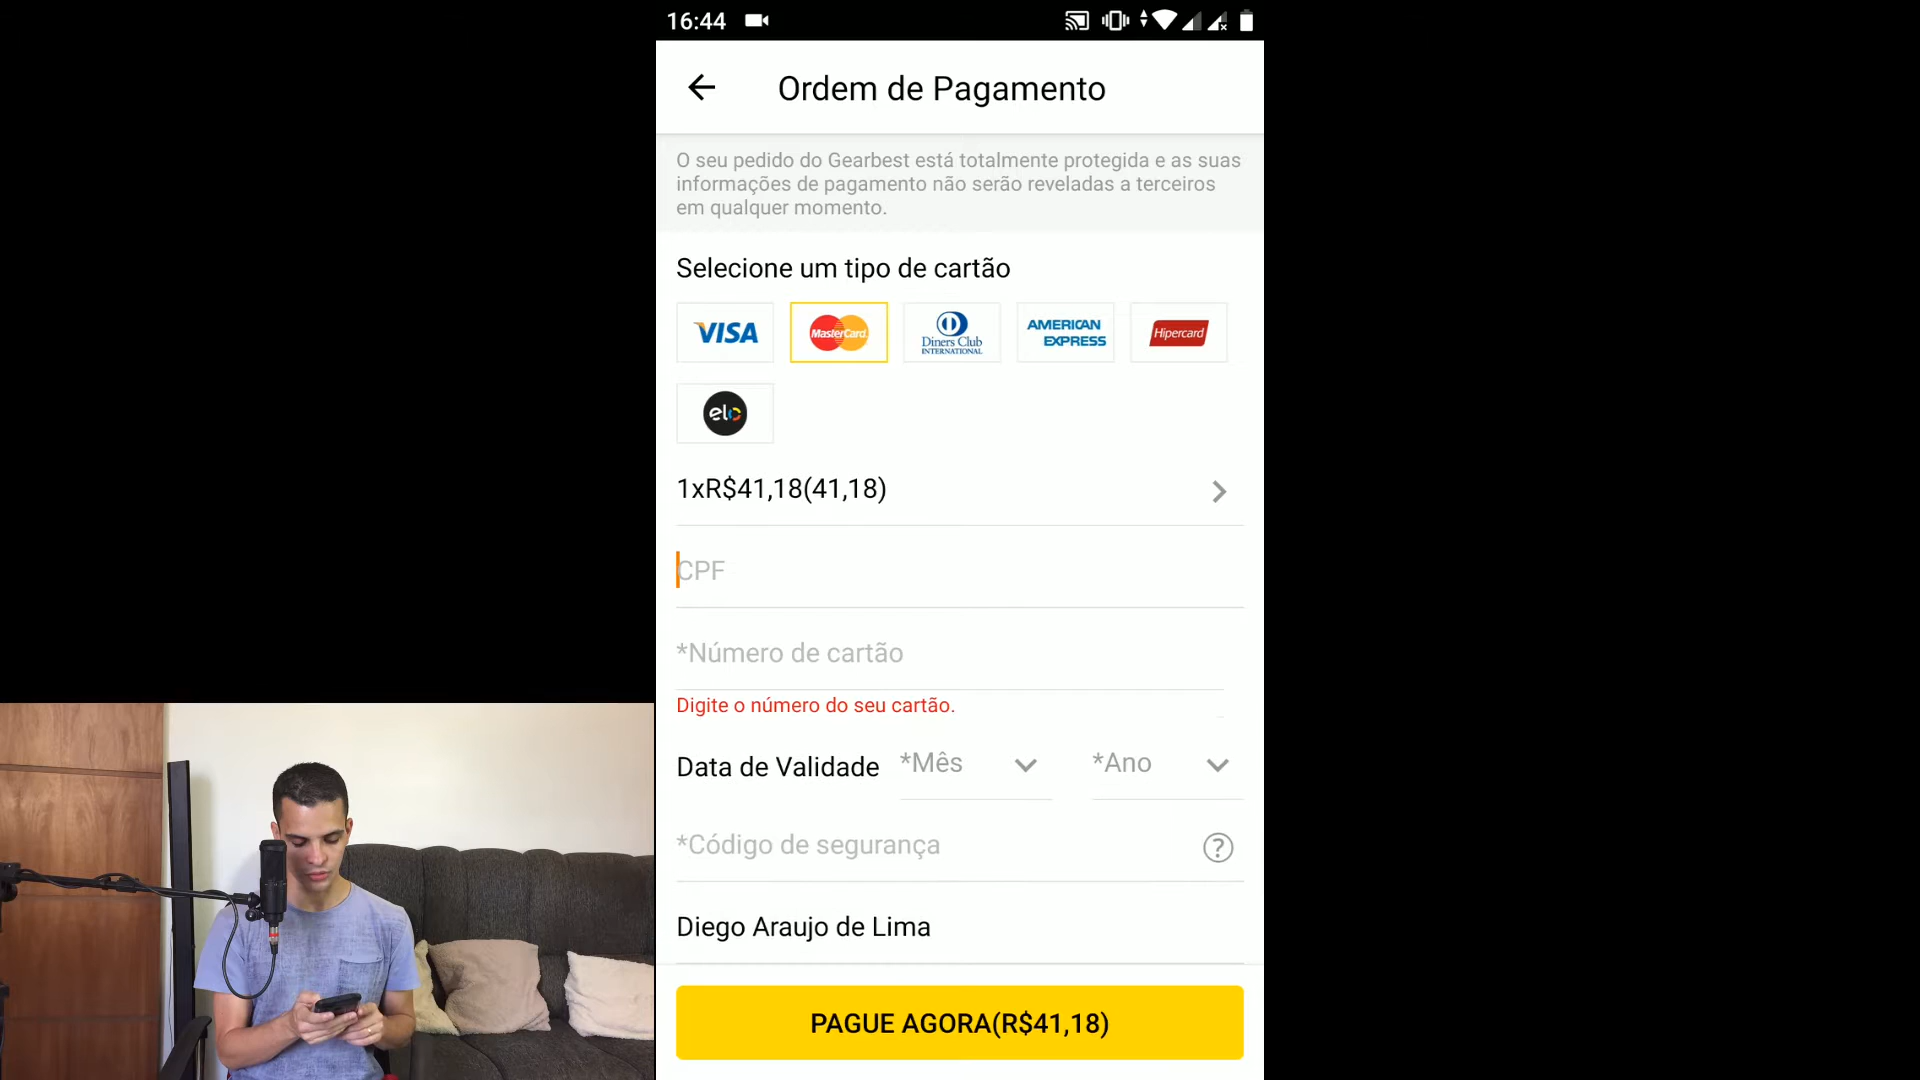 16:44
Ordem de Pagamento
O seu pedido do Gearbest está totalmente protegida e as suas
informações de pagamento não serão reveladas a terceiros
em qualquer momento.
Selecione um tipo de cartão
VISA
MasterCard
Diners Club
INTERNATIONAL
AMERICAN
EXPRESS
Hipercard
elo
1xR$41,18(41,18)
CPF
*Número de cartão
Digite o número do seu cartão.
Data de Validade *Mês *Ano
*Código de segurança ?
Diego Araujo de Lima
PAGUE AGORA(R$41,18)